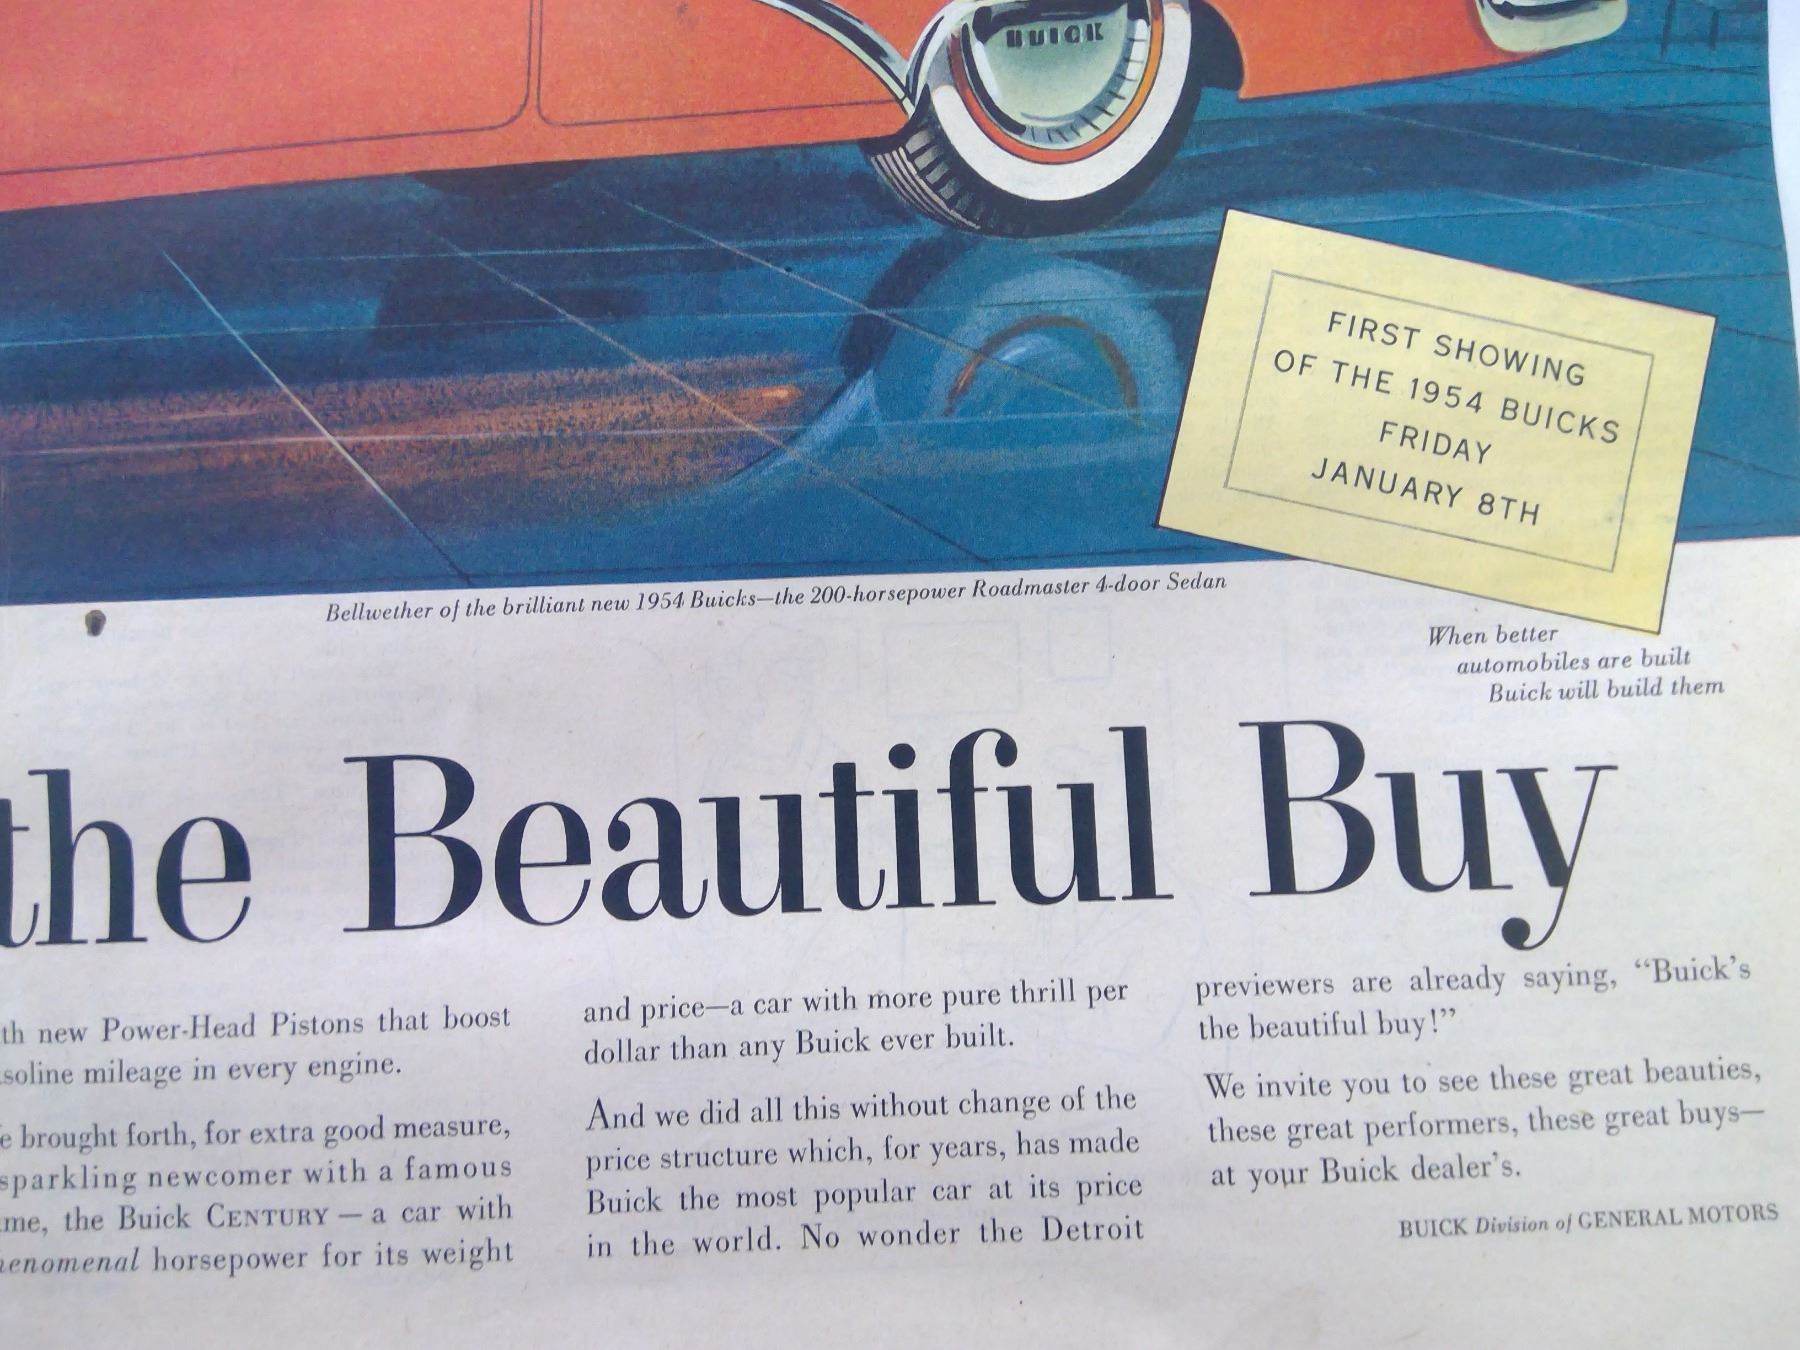 BUICK
FIRST SHOWING
OF THE 1954 BUICKS
FRIDAY
JANUARY 8TH
Bellwether of the brilliant new 1954 Buicks—the 200-horsepower Roadmaster 4-door Sedan
When better
automobiles are built
Buick will build them
the Beautiful Buy
th new Power-Head Pistons that boost
soline mileage in every engine.
e brought forth, for extra good measure,
sparkling newcomer with a famous
me, the Buick CENTURY — a car with
henomenal horsepower for its weight
and price—a car with more pure thrill per
dollar than any Buick ever built.
And we did all this without change of the
price structure which, for years, has made
Buick the most popular car at its price
in the world. No wonder the Detroit
previewers are already saying, “Buick’s
the beautiful buy!”
We invite you to see these great beauties,
these great performers, these great buys—
at your Buick dealer’s.
BUICK Division of GENERAL MOTORS